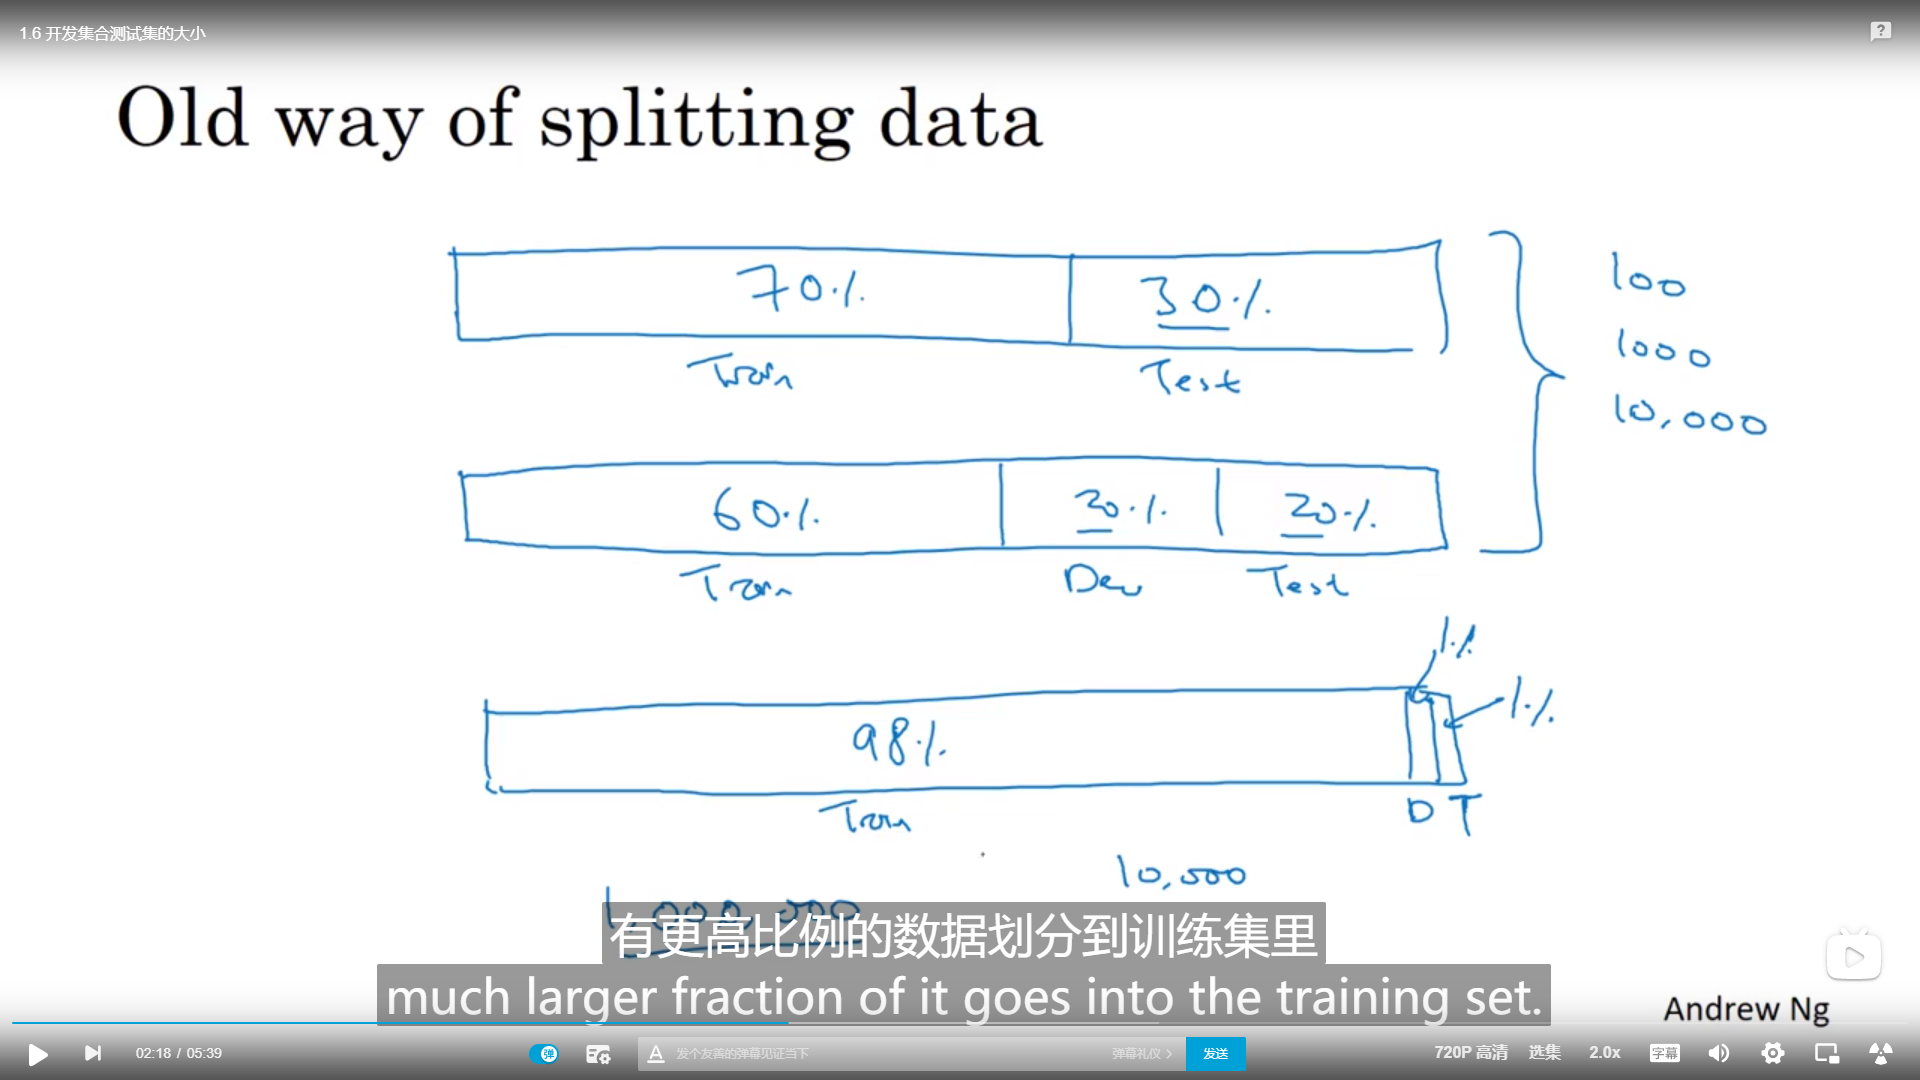 1.6 开发集合测试集的大小
Old way of splitting data
70% 30%
Train Test
100
1000
10,000
60% 20% 20%
Train Dev Test
1%
1%
98%
Train D T
10,000
1,000,000
有更高比例的数据划分到训练集里
much larger fraction of it goes into the training set.
Andrew Ng
02:18 / 05:39
弹
A 发个友善的弹幕见证当下 弹幕礼仪 > 发送
720P 高清 选集 2.0x 字幕